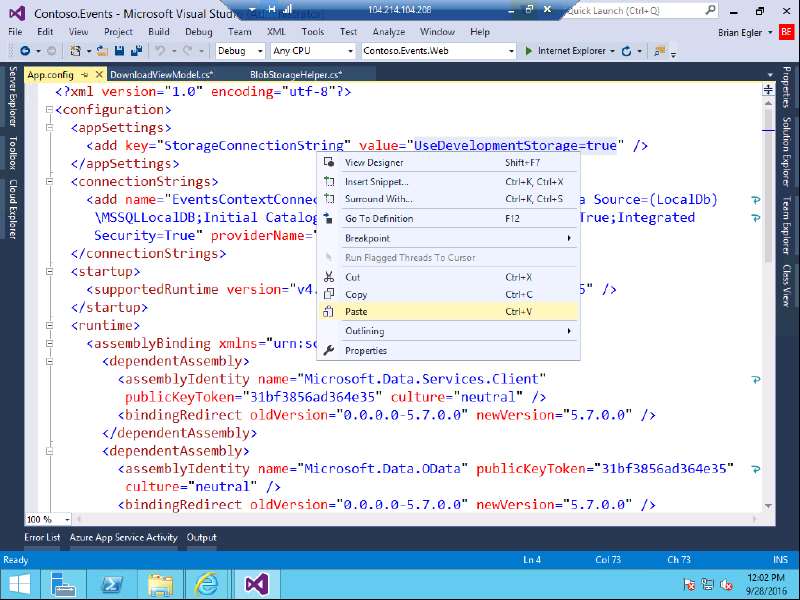 Contoso.Events - Microsoft Visual Stud
104.214.104.208
Quick Launch (Ctrl+Q)
File Edit View Project Build Debug Team XML Tools Test Analyze Window Help Brian Egler BE
Debug Any CPU Contoso.Events.Web Internet Explorer
App.config DownloadViewModel.cs* BlobStorageHelper.cs*
Server Explorer
Toolbox
Cloud Explorer
<?xml version="1.0" encoding="utf-8"?>
<configuration>
<appSettings>
<add key="StorageConnectionString" value="UseDevelopmentStorage=true" />
</appSettings>
<connectionStrings>
<add name="EventsContextConnec a Source=(LocalDb)
\MSSQLLocalDB;Initial Catalog True;Integrated
Security=True" providerName="
</connectionStrings>
<startup>
<supportedRuntime version="v4. 5" />
</startup>
<runtime>
<assemblyBinding xmlns="urn:sc
<dependentAssembly>
<assemblyIdentity name="Microsoft.Data.Services.Client"
publicKeyToken="31bf3856ad364e35" culture="neutral" />
<bindingRedirect oldVersion="0.0.0.0-5.7.0.0" newVersion="5.7.0.0" />
</dependentAssembly>
<dependentAssembly>
<assemblyIdentity name="Microsoft.Data.OData" publicKeyToken="31bf3856ad364e35"
culture="neutral" />
<bindingRedirect oldVersion="0.0.0.0-5.7.0.0" newVersion="5.7.0.0" />
View Designer Shift+F7
Insert Snippet... Ctrl+K, Ctrl+X
Surround With... Ctrl+K, Ctrl+S
Go To Definition F12
Breakpoint
Run Flagged Threads To Cursor
Cut Ctrl+X
Copy Ctrl+C
Paste Ctrl+V
Outlining
Properties
Properties
Solution Explorer
Team Explorer
Class View
100 %
Error List Azure App Service Activity Output
Ready Ln 4 Col 73 Ch 73 INS
12:02 PM
9/28/2016